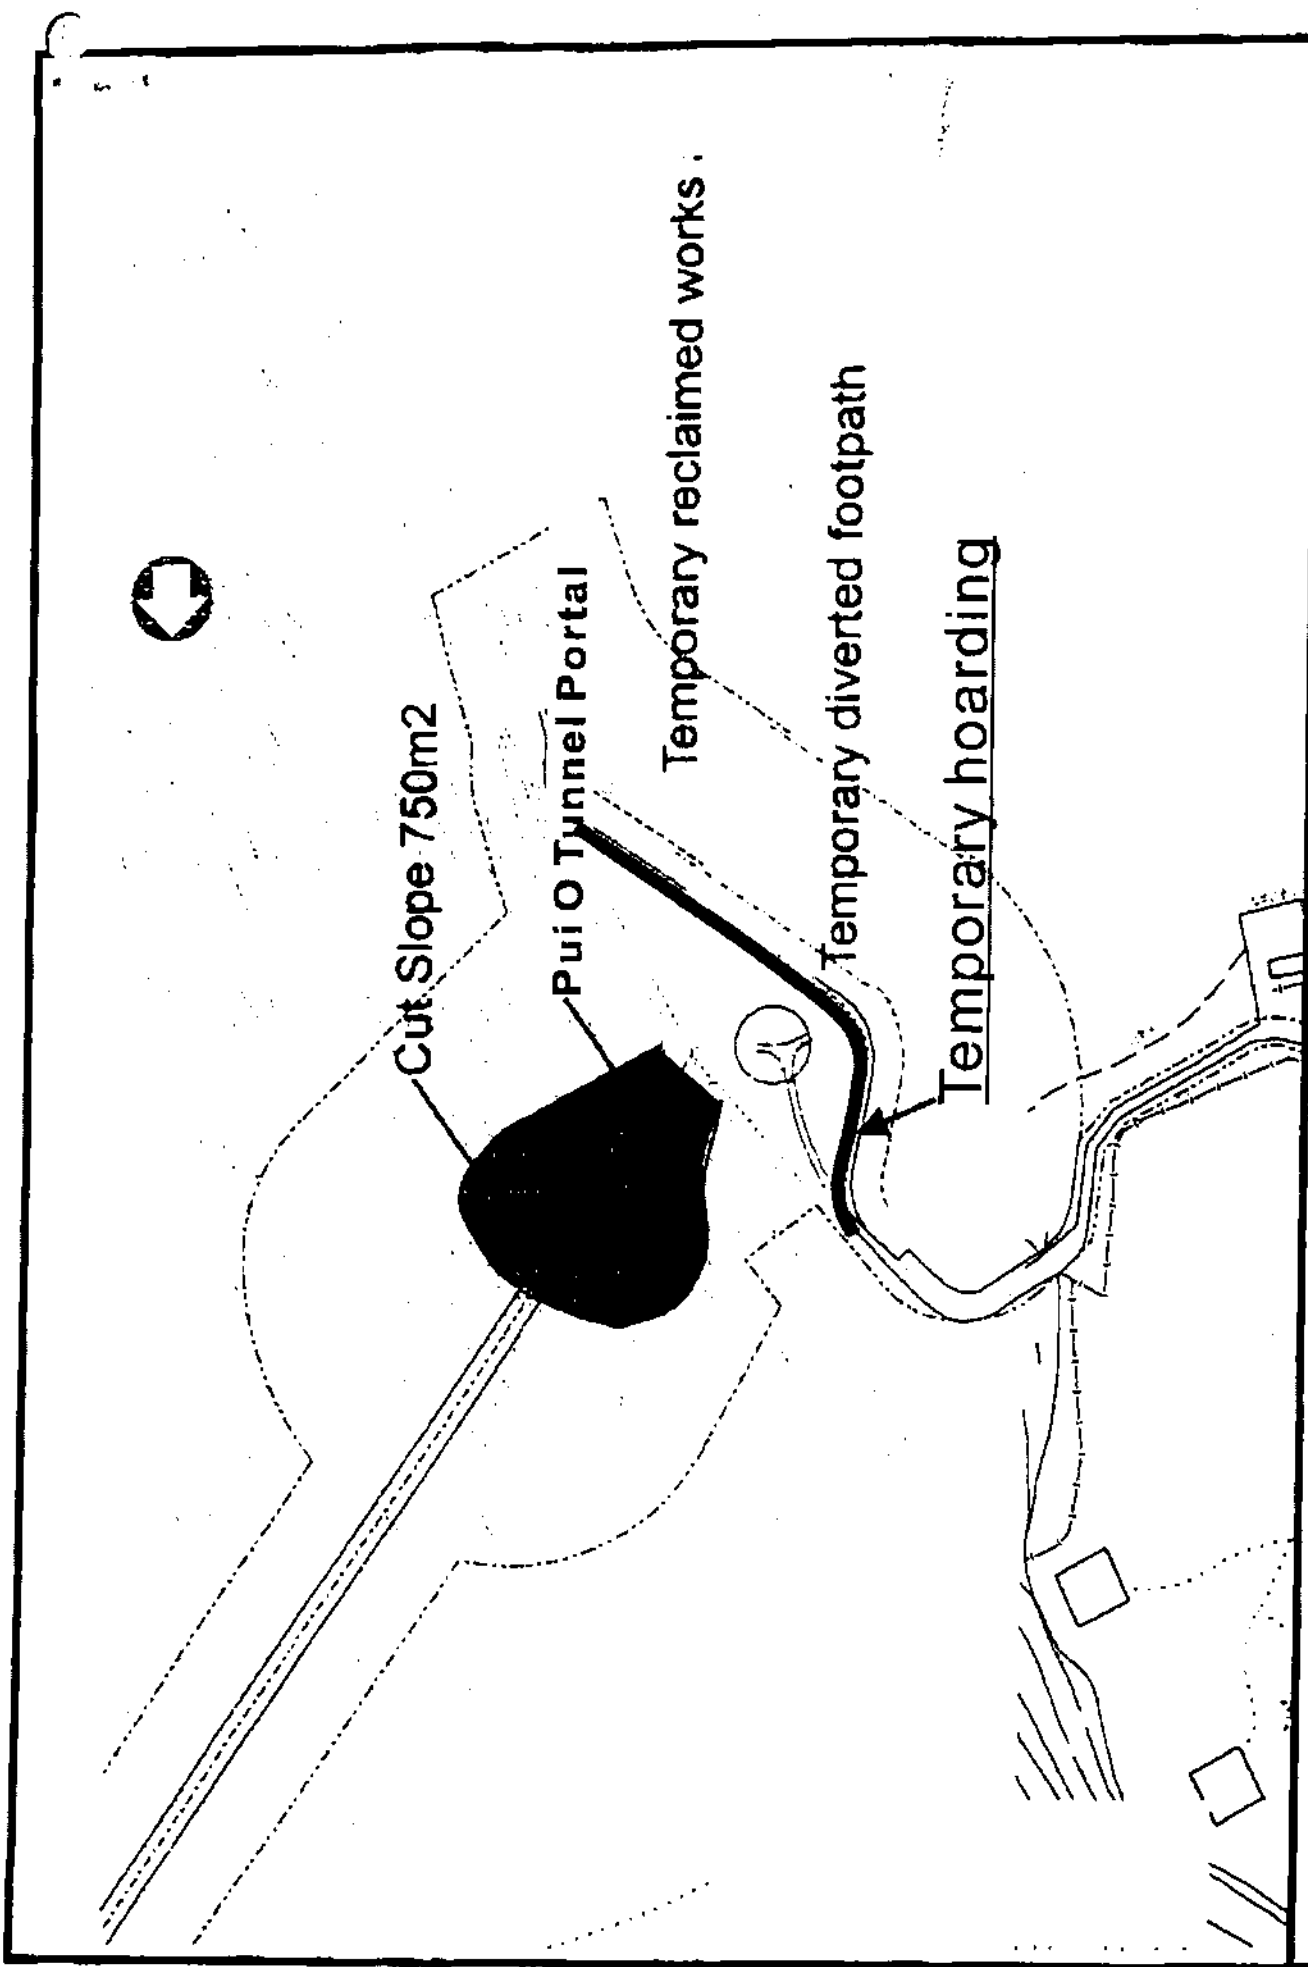 Cut Slope 750m2
Pui O Tunnel Portal
Temporary reclaimed works.
Temporary diverted footpath
Temporary hoarding